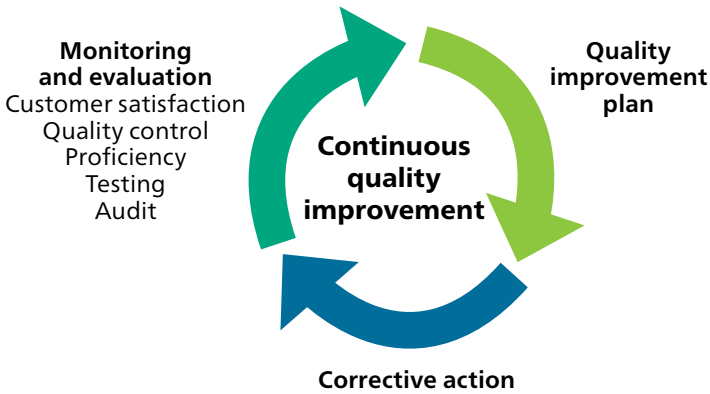 Monitoring
and evaluation
Customer satisfaction
Quality control
Proficiency
Testing
Audit
Quality
improvement
plan
Continuous
quality
improvement
Corrective action